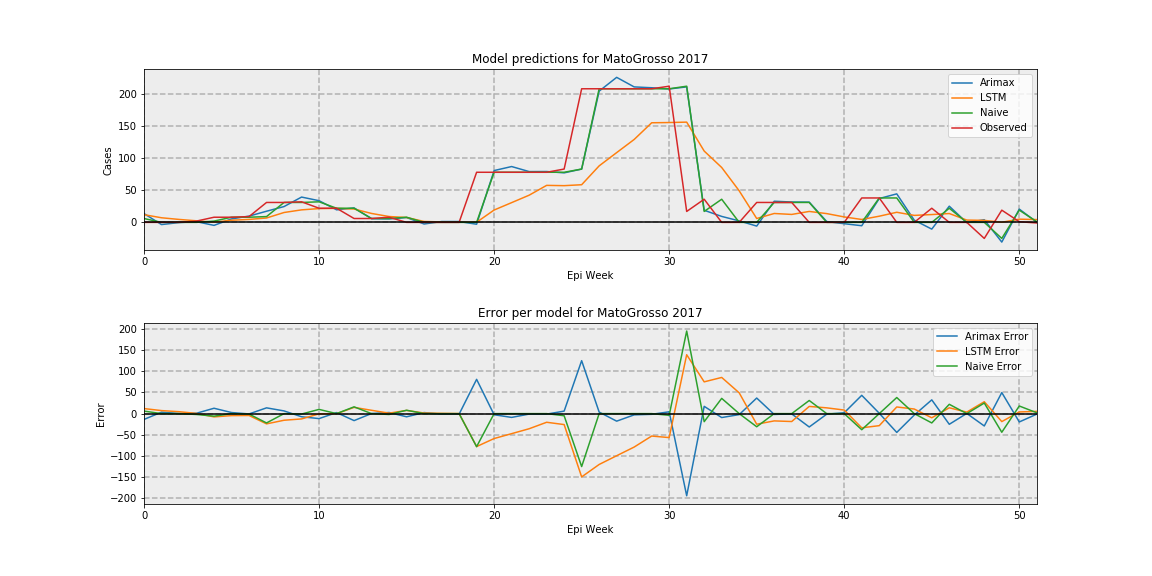 Model predictions for MatoGrosso 2017
200
150
100
50
0
Cases
Arimax
LSTM
Naive
Observed
0 10 20 30 40 50
Epi Week
Error per model for MatoGrosso 2017
200
150
100
50
0
−50
−100
−150
−200
Error
Arimax Error
LSTM Error
Naive Error
0 10 20 30 40 50
Epi Week